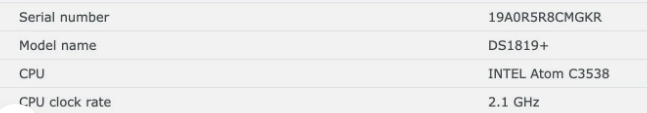 Serial number 19A0R5R8CMGKR
Model name DS1819+
CPU INTEL Atom C3538
CPU clock rate 2.1 GHz